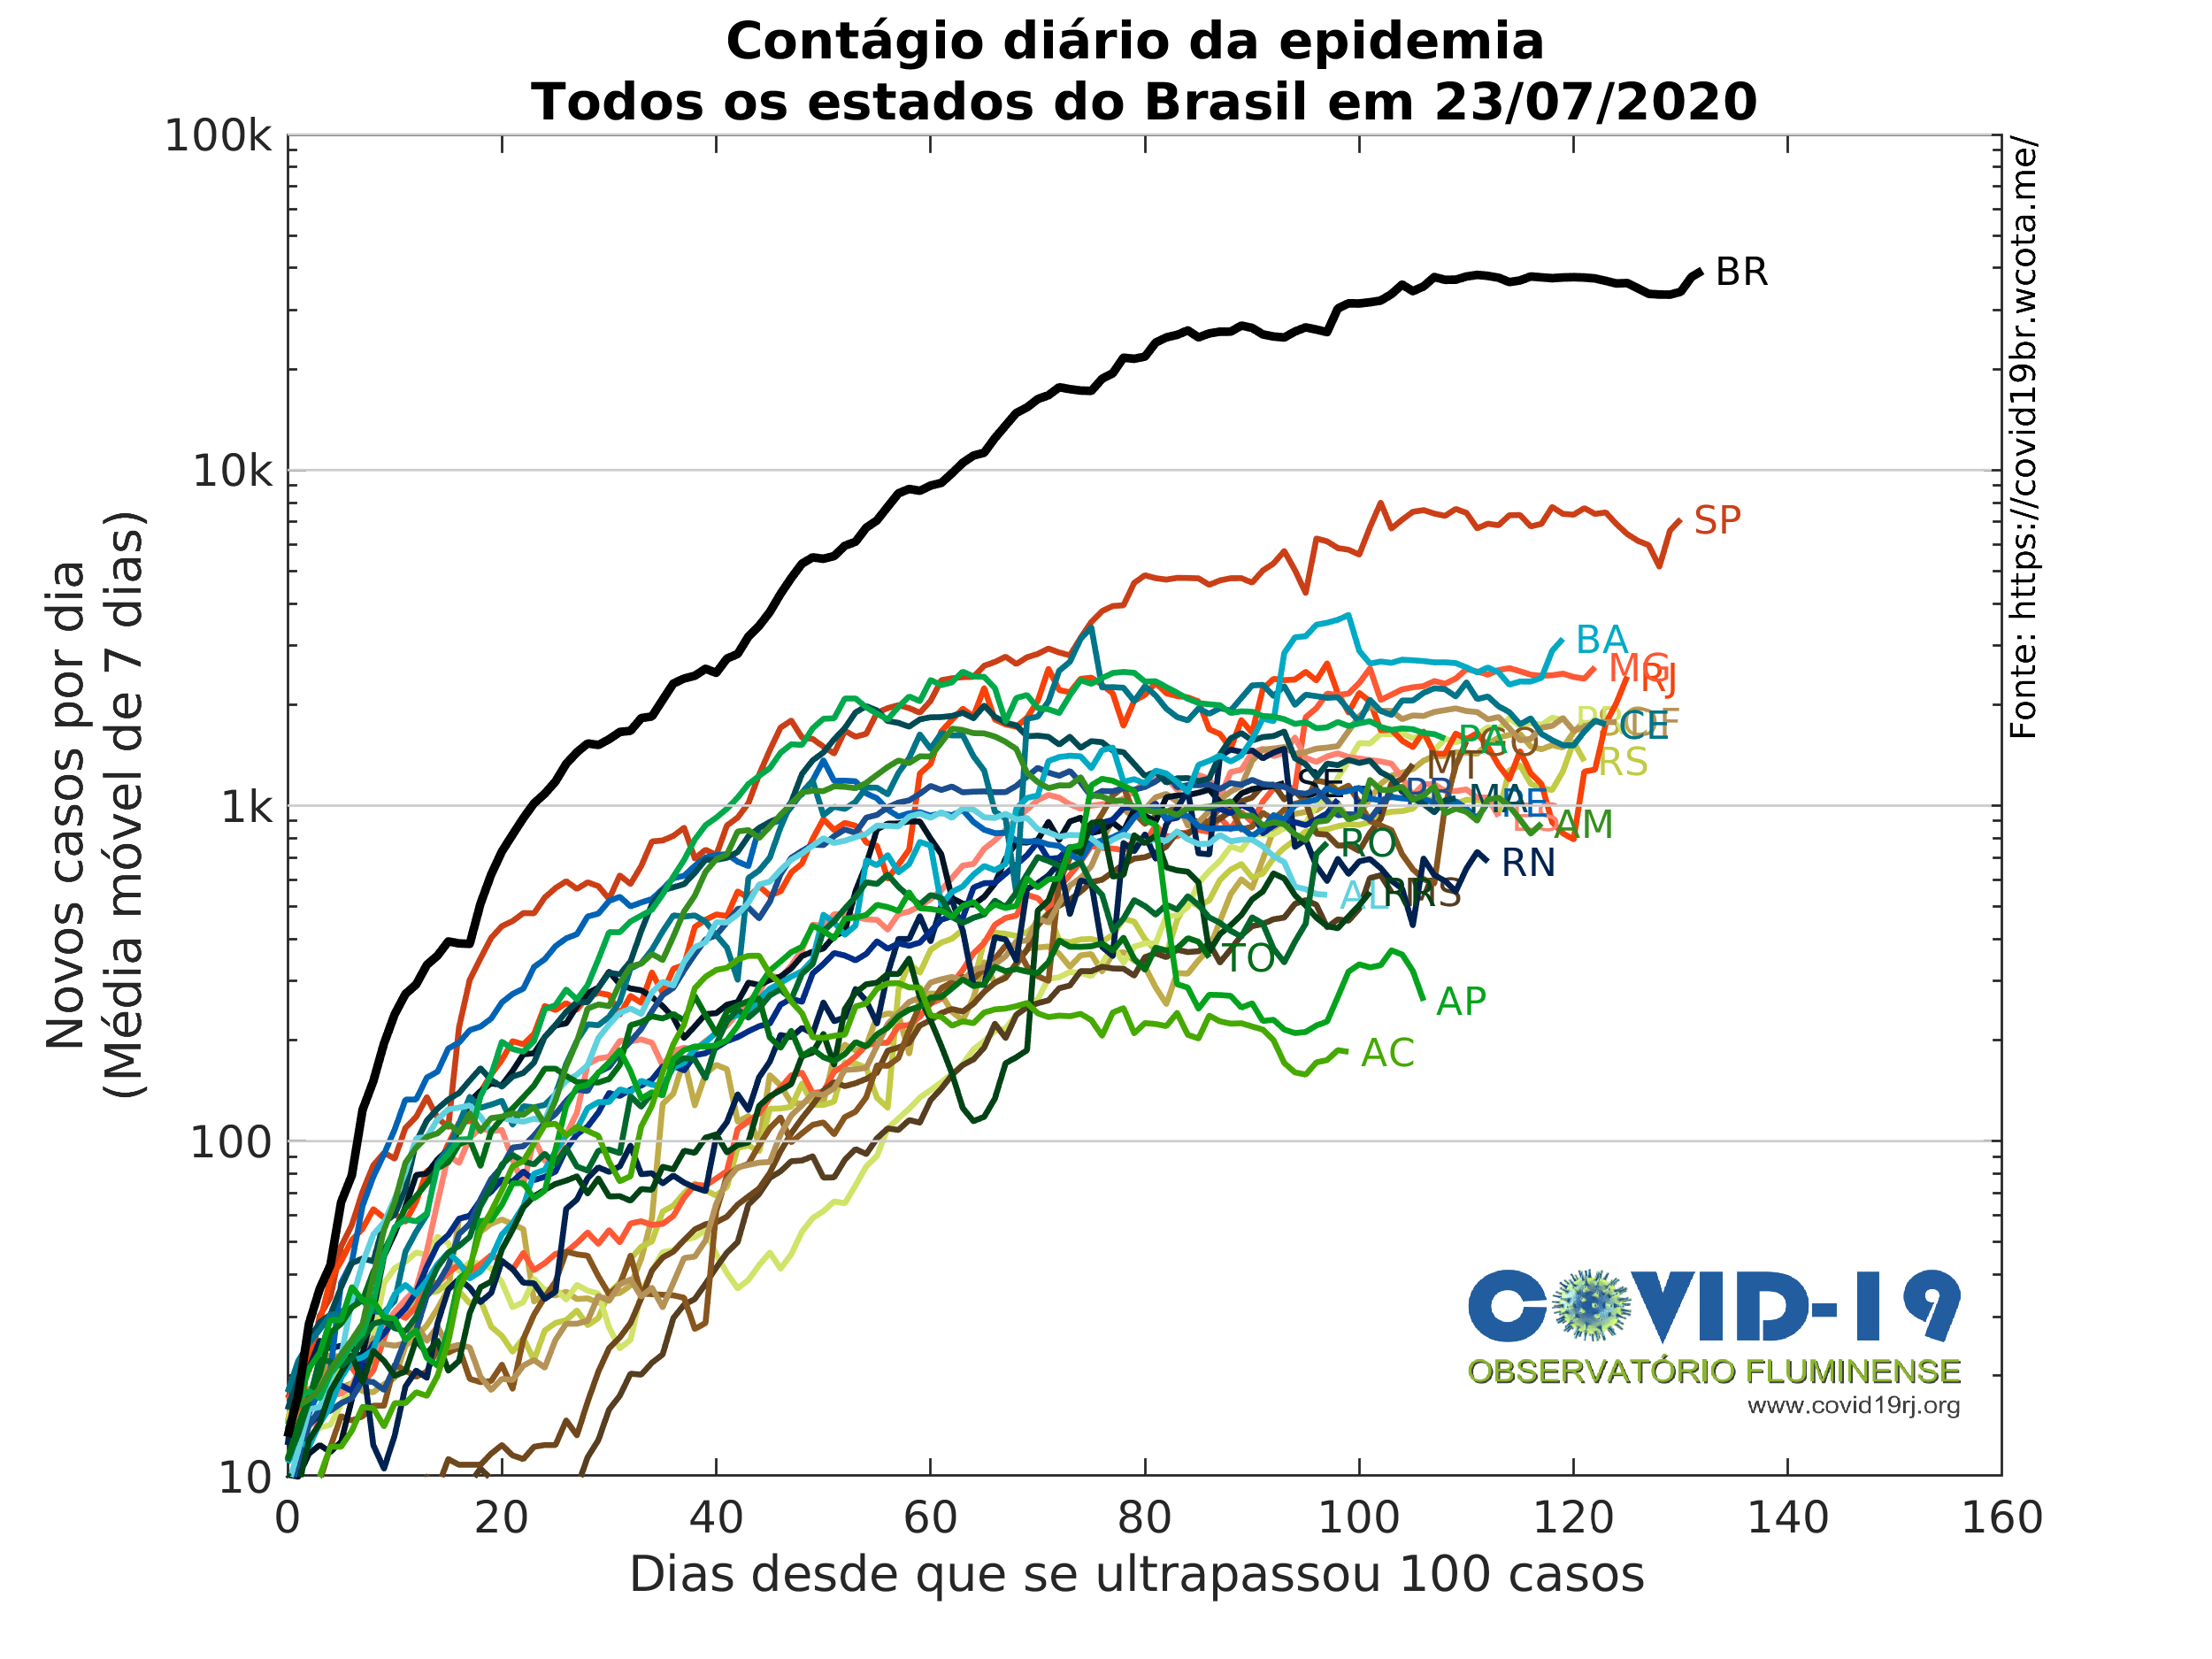 Contágio diário da epidemia
Todos os estados do Brasil em 23/07/2020
Novos casos por dia
(Média móvel de 7 dias)
100k
10k
1k
100
10
0 20 40 60 80 100 120 140 160
Dias desde que se ultrapassou 100 casos
Fonte: https://covid19br.wcota.me/
BR
SP
BA
MG
RJ
CE
RS
PA
MT
SE
PR
MA
PE
AM
RO
RN
AL
RR
MS
TO
AP
AC
COVID-19
OBSERVATÓRIO FLUMINENSE
www.covid19rj.org